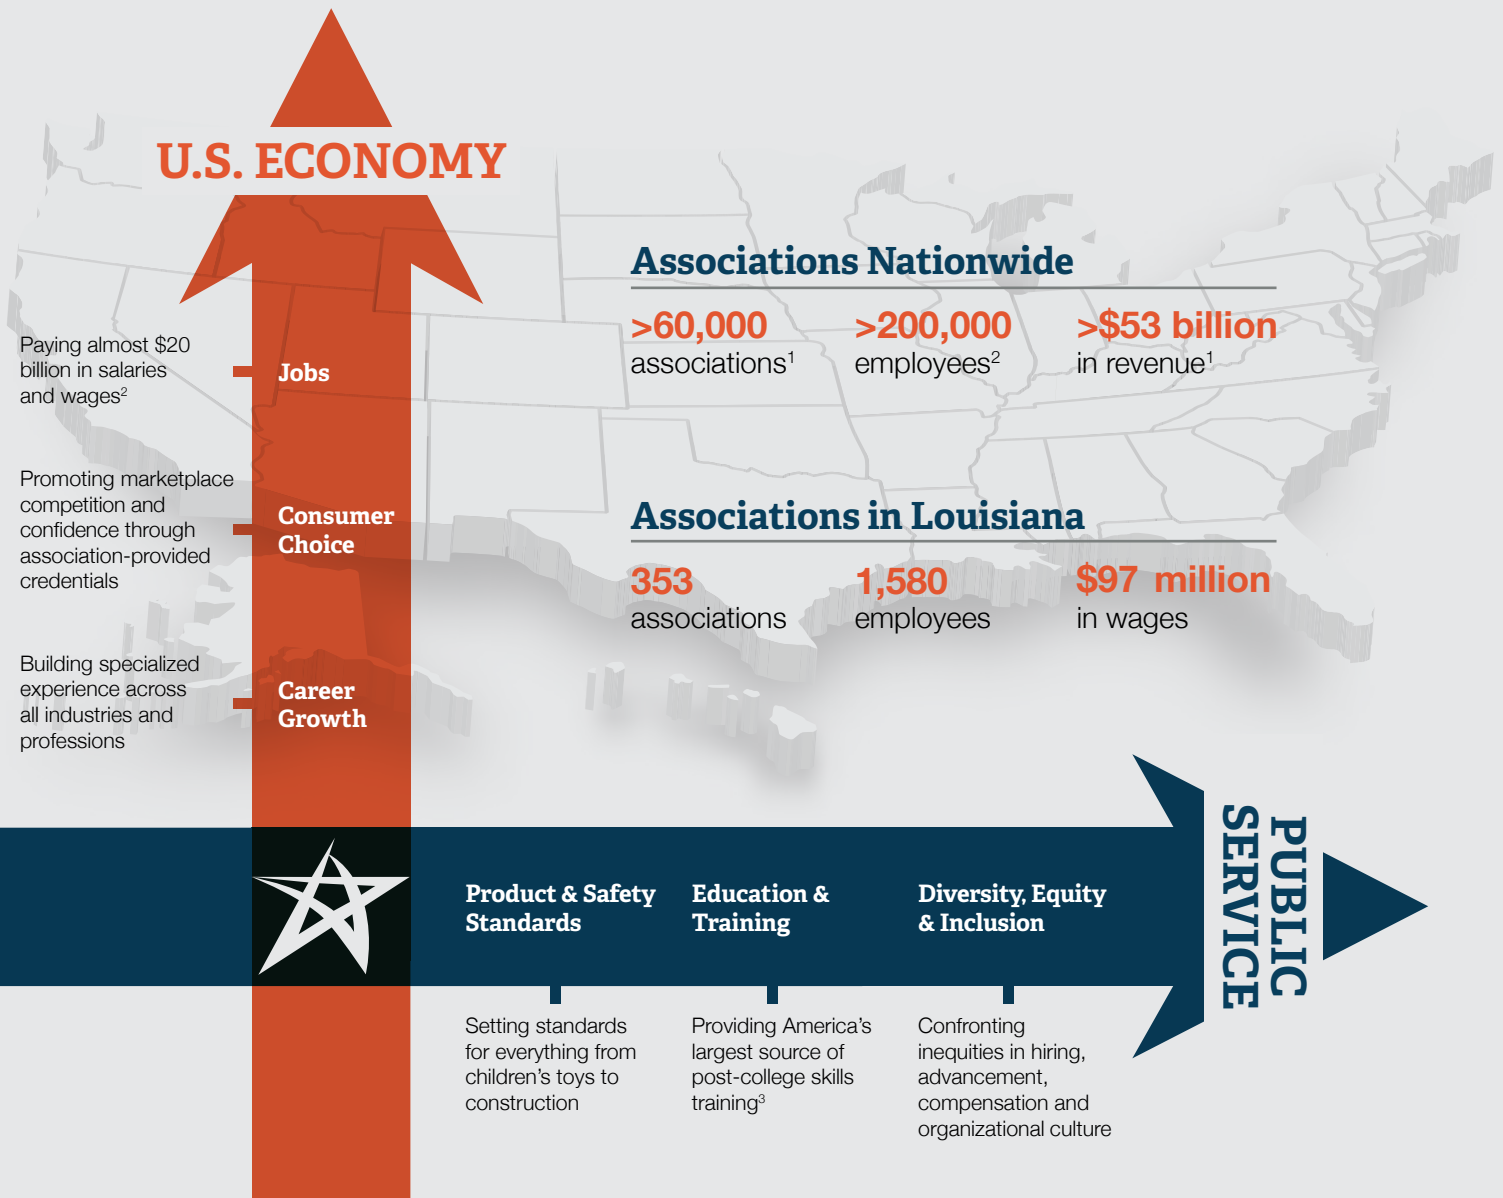 U.S. ECONOMY
Paying almost $20
billion in salaries
and wages2
Jobs
Promoting marketplace
competition and
confidence through
association-provided
credentials
Consumer
Choice
Building specialized
experience across
all industries and
professions
Career
Growth
Associations Nationwide
>60,000
associations1
>200,000
employees2
>$53 billion
in revenue1
Associations in Louisiana
353
associations
1,580
employees
$97 million
in wages
Product & Safety
Standards
Setting standards
for everything from
children’s toys to
construction
Education &
Training
Providing America’s
largest source of
post-college skills
training3
Diversity, Equity
& Inclusion
Confronting
inequities in hiring,
advancement,
compensation and
organizational culture
PUBLIC
SERVICE